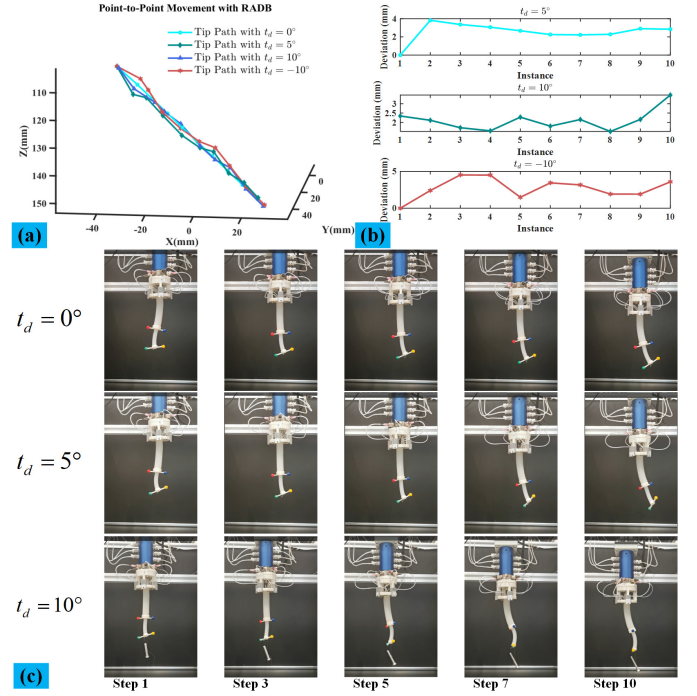 Point-to-Point Movement with RADB
Tip Path with t_d = 0°
Tip Path with t_d = 5°
Tip Path with t_d = 10°
Tip Path with t_d = −10°
110
120
130
140
150
Z(mm)
-40
-20
0
20
X(mm)
0
20
40
Y(mm)
(a)
t_d = 5°
4
2
0
Deviation (mm)
1 2 3 4 5 6 7 8 9 10
Instance
t_d = 10°
3
2.5
2
Deviation (mm)
1 2 3 4 5 6 7 8 9 10
Instance
t_d = −10°
5
0
Deviation (mm)
1 2 3 4 5 6 7 8 9 10
Instance
(b)
t_d = 0°
t_d = 5°
t_d = 10°
(c)
Step 1 Step 3 Step 5 Step 7 Step 10